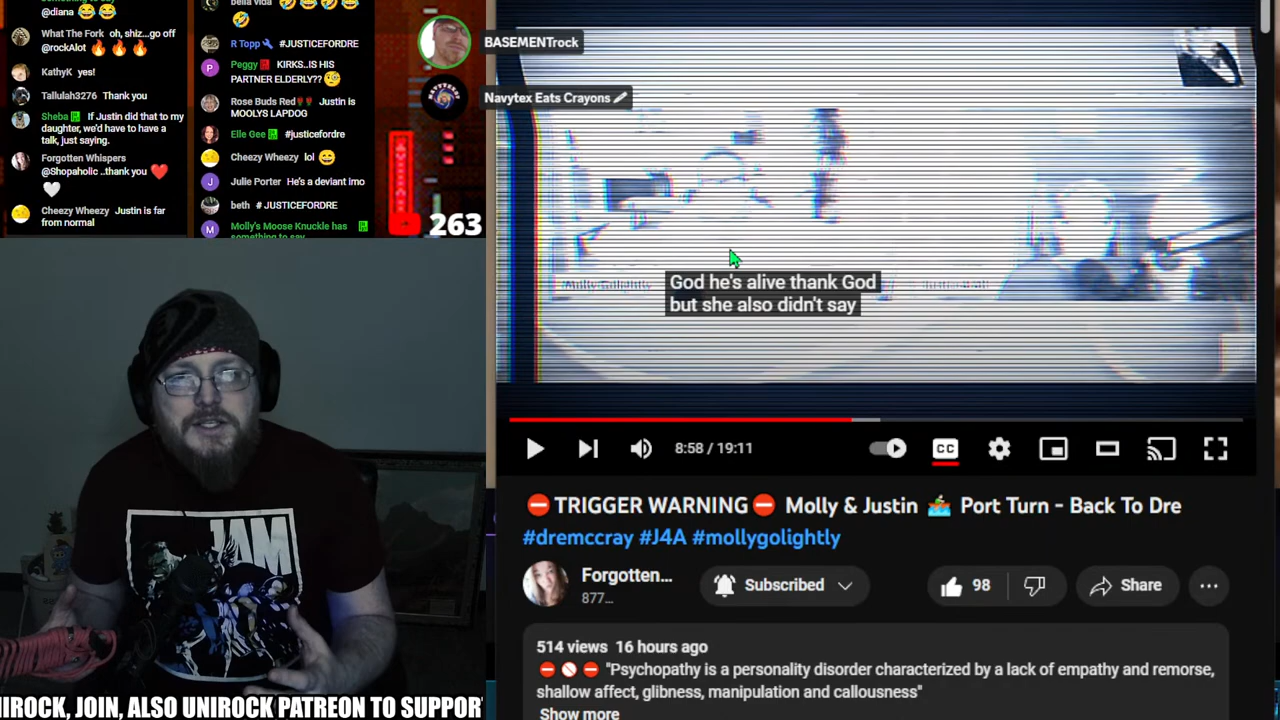 @diana 😂 😂
What The Fork oh, shiz...go off
@rockAlot 🔥 🔥 🔥
KathyK yes!
Tallulah3276 Thank you
Sheba If Justin did that to my
daughter, we'd have to have a
talk, just saying.
Forgotten Whispers
@Shopaholic ..thank you ❤️
🤍
Cheezy Wheezy Justin is far
from normal
bella vida 🤣 😂 🤣 😂
🤣
R Topp 🔧 #JUSTICEFORDRE
Peggy KIRKS..IS HIS
PARTNER ELDERLY?? 🧐
Rose Buds Red🌹🌹 Justin is
MOOLYS LAPDOG
Elle Gee #justicefordre
Cheezy Wheezy lol 😄
Julie Porter He's a deviant imo
beth # JUSTICEFORDRE
Molly's Moose Knuckle has
something to say
263
BASEMENTrock
Navytex Eats Crayons
God he's alive thank God
but she also didn't say
8:58 / 19:11
CC
⛔TRIGGER WARNING⛔ Molly & Justin 🚣 Port Turn - Back To Dre
#dremccray #J4A #mollygolightly
Forgotten...
877...
Subscribed
98
Share
514 views 16 hours ago
⛔ 🚫 ⛔ "Psychopathy is a personality disorder characterized by a lack of empathy and remorse,
shallow affect, glibness, manipulation and callousness"
Show more
JAM
NIROCK, JOIN, ALSO UNIROCK PATREON TO SUPPOR